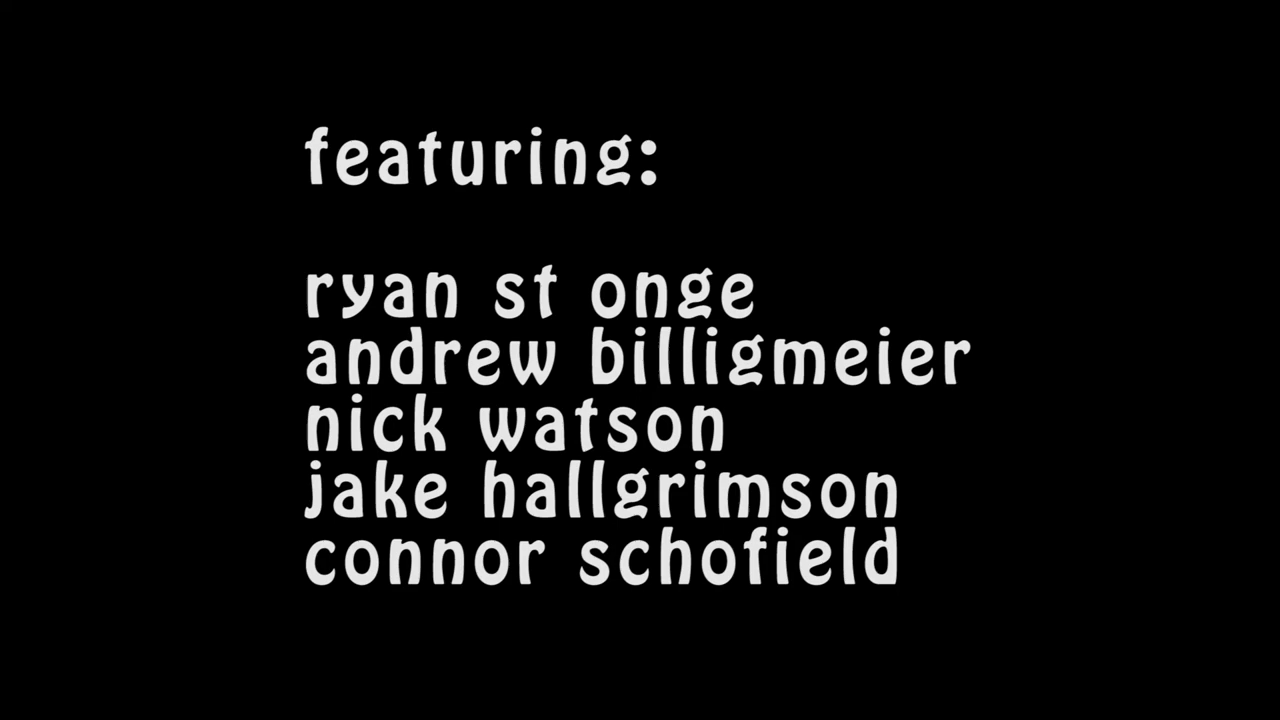 featuring:
ryan st onge
andrew billigmeier
nick watson
jake hallgrimson
connor schofield